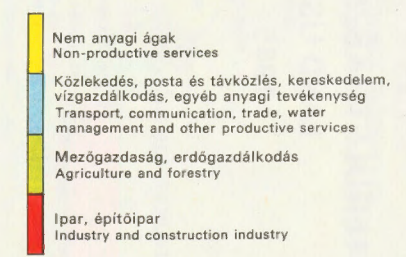 Nem anyagi ágak
Non-productive services
Közlekedés, posta és távközlés, kereskedelem,
vízgazdálkodás, egyéb anyagi tevékenység
Transport, communication, trade, water
management and other productive services
Mezőgazdaság, erdőgazdálkodás
Agriculture and forestry
Ipar, építőipar
Industry and construction industry